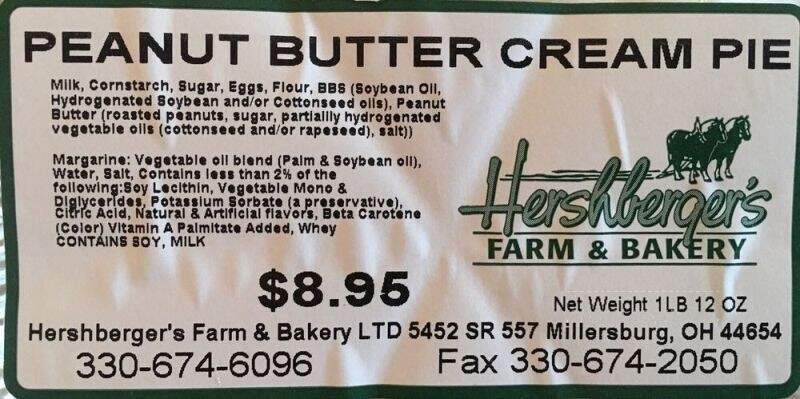 PEANUT BUTTER CREAM PIE
Milk, Cornstarch, Sugar, Eggs, Flour, BBS (Soybean Oil,
Hydrogenated Soybean and/or Cottonseed oils), Peanut
Butter (roasted peanuts, sugar, partiallly hydrogenated
vegetable oils (cottonseed and/or rapeseed), salt))
Margarine: Vegetable oil blend (Palm & Soybean oil),
Water, Salt, Contains less than 2% of the
following:Soy Lecithin, Vegetable Mono &
Diglycerides, Potassium Sorbate (a preservative),
Citric Acid, Natural & Artificial flavors, Beta Carotene
(Color) Vitamin A Palmitate Added, Whey
CONTAINS SOY, MILK
Hershberger's
FARM & BAKERY
$8.95
Net Weight 1LB 12 OZ
Hershberger's Farm & Bakery LTD 5452 SR 557 Millersburg, OH 44654
330-674-6096 Fax 330-674-2050